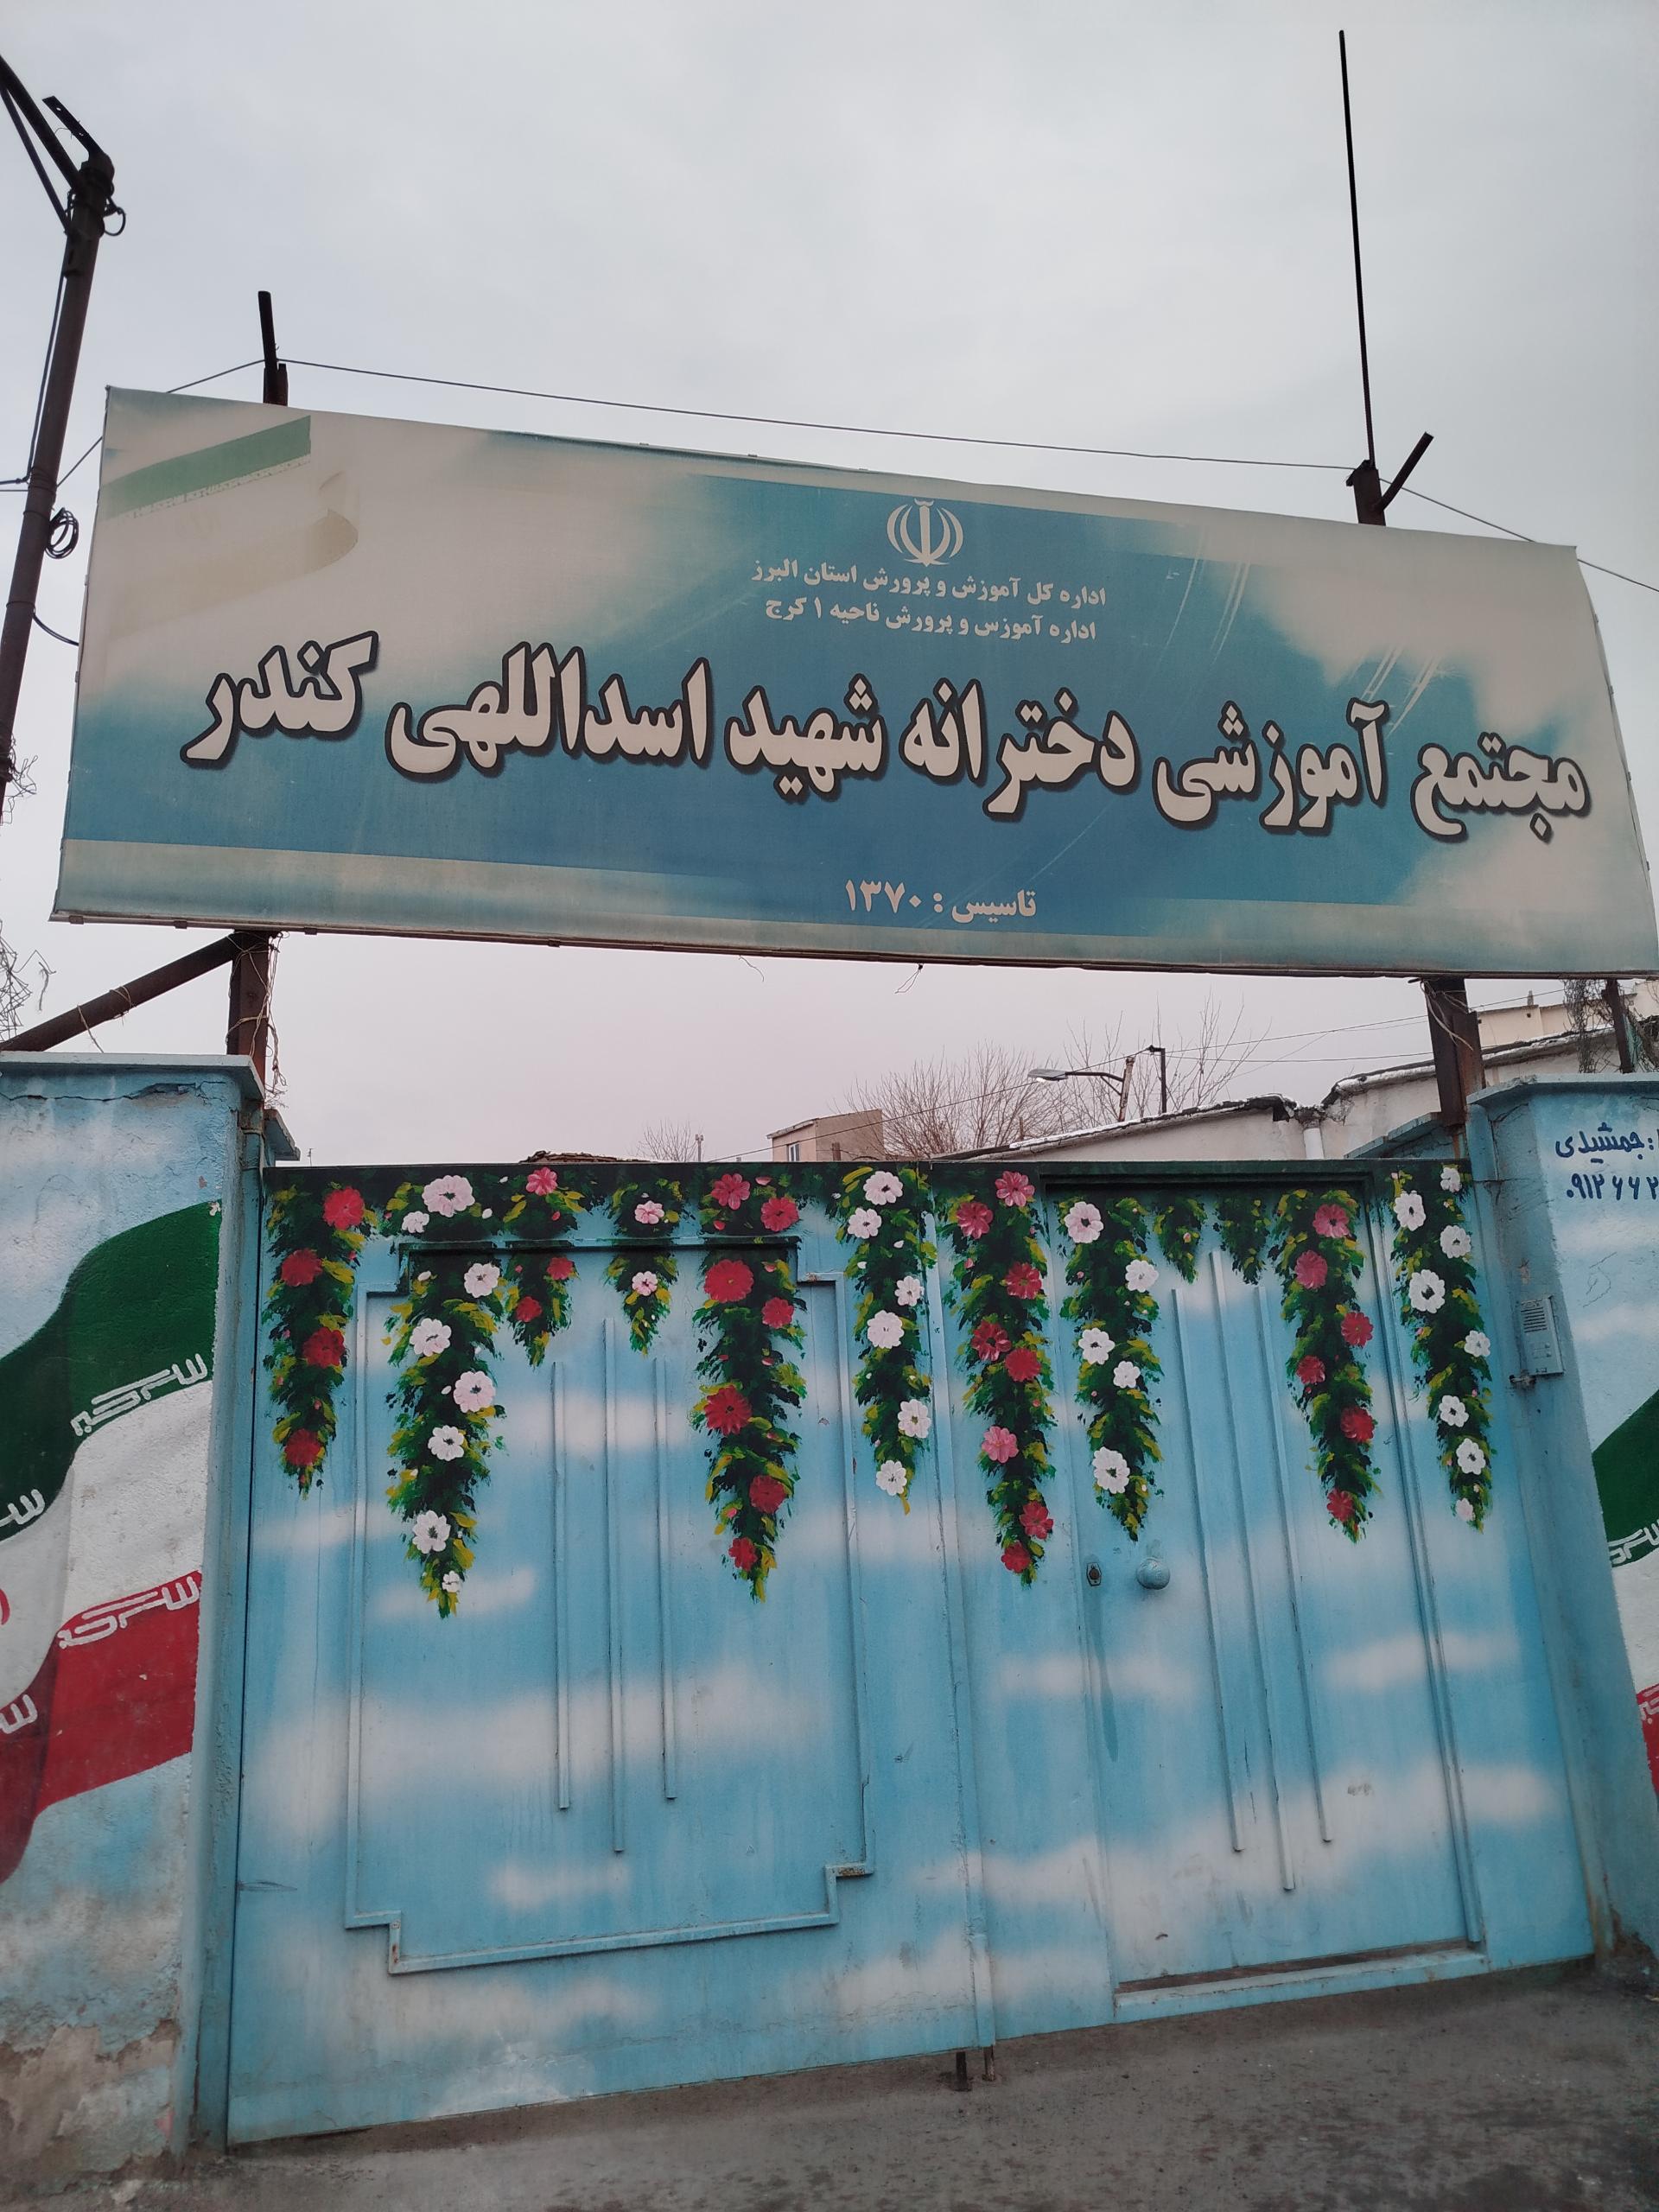 اداره کل آموزش و پرورش استان البرز
اداره آموزس و پرورش ناحیه ۱ کرج
مجتمع آموزشی دخترانه شهید اسداللهی کندر
تاسیس : ۱۳۷۰
: جمشیدی
۰۹۱۲۶۶۲